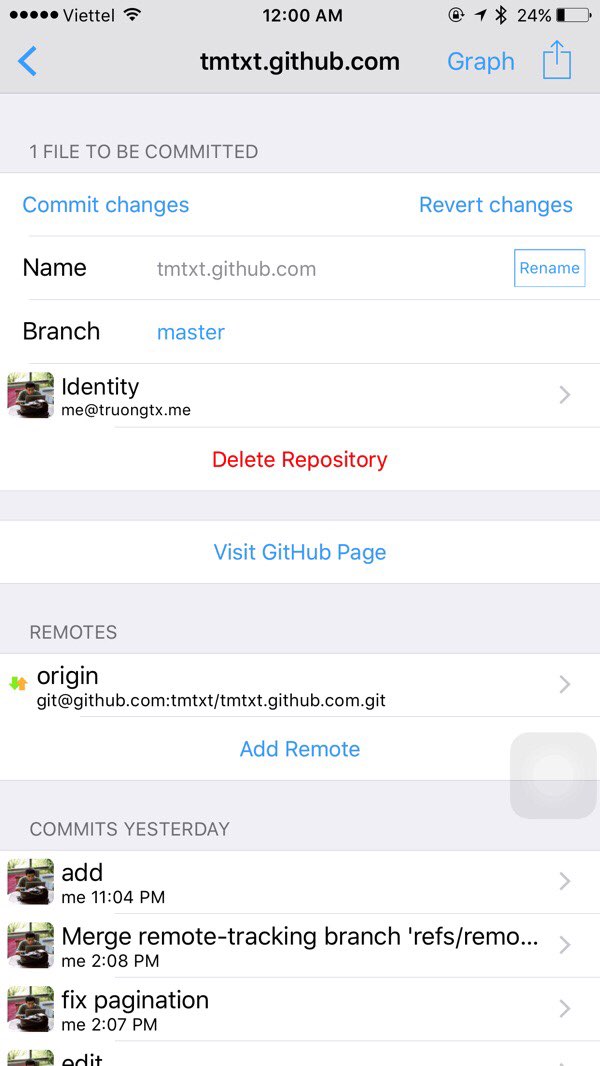 Viettel 12:00 AM 24%
tmtxt.github.com Graph
1 FILE TO BE COMMITTED
Commit changes Revert changes
Name tmtxt.github.com Rename
Branch master
Identity
me@truongtx.me
Delete Repository
Visit GitHub Page
REMOTES
origin
git@github.com:tmtxt/tmtxt.github.com.git
Add Remote
COMMITS YESTERDAY
add
me 11:04 PM
Merge remote-tracking branch 'refs/remo...
me 2:08 PM
fix pagination
me 2:07 PM
edit